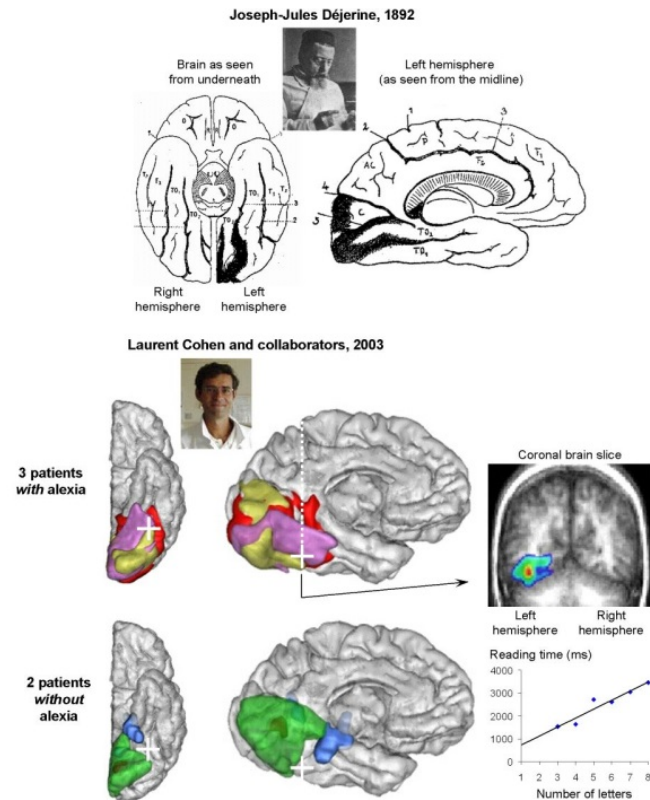 Joseph-Jules Déjerine, 1892
Brain as seen
from underneath
Left hemisphere
(as seen from the midline)
Right
hemisphere
Left
hemisphere
Laurent Cohen and collaborators, 2003
3 patients
with alexia
Coronal brain slice
Left
hemisphere
Right
hemisphere
2 patients
without
alexia
Reading time (ms)
4000
3000
2000
1000
0
1 2 3 4 5 6 7 8
Number of letters